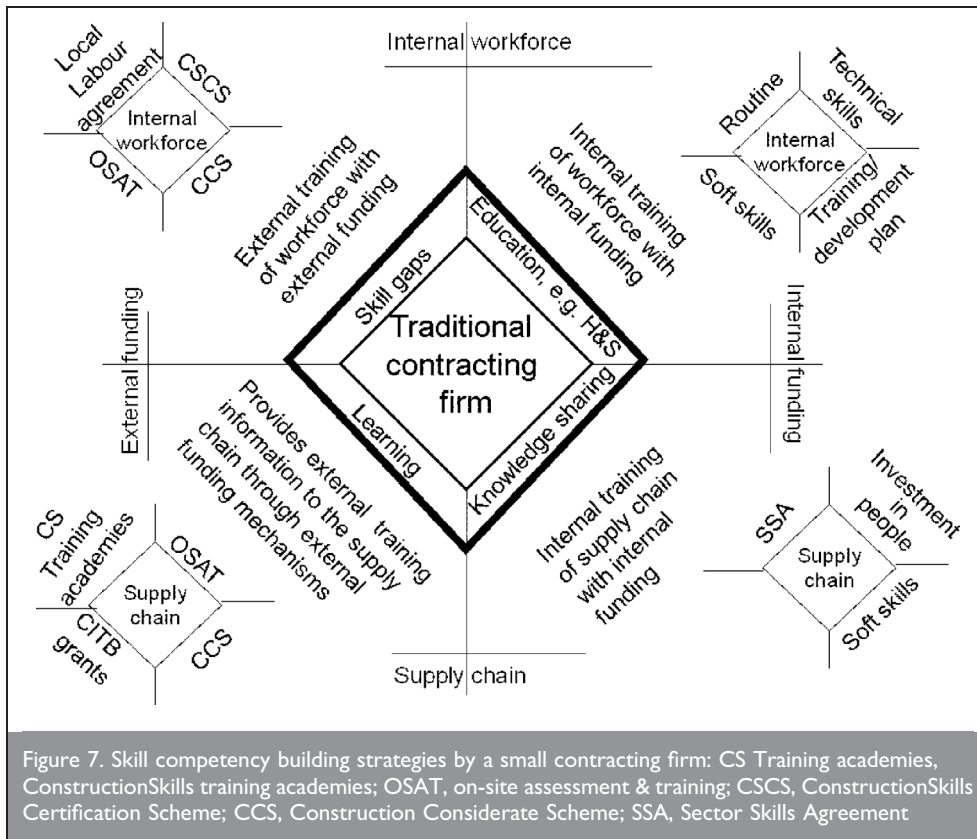 Internal workforce
Local
Labour
agreement
CSCS
Internal
workforce
OSAT
CCS
Routine
Technical
skills
Internal
workforce
Soft skills
Training/
development
plan
External training
of workforce with
external funding
Internal training
of workforce with
internal funding
Skill gaps
Education, e.g. H&S
Traditional
contracting
firm
Learning
Knowledge sharing
External funding
Internal funding
Provides external training
information to the supply
chain through external
funding mechanisms
Internal training
of supply chain
with internal
funding
CS
Training
academies
OSAT
Supply
chain
CITB
grants
CCS
SSA
Investment
in
people
Supply
chain
Soft skills
Supply chain
Figure 7. Skill competency building strategies by a small contracting firm: CS Training academies,
ConstructionSkills training academies; OSAT, on-site assessment & training; CSCS, ConstructionSkills
Certification Scheme; CCS, Construction Considerate Scheme; SSA, Sector Skills Agreement